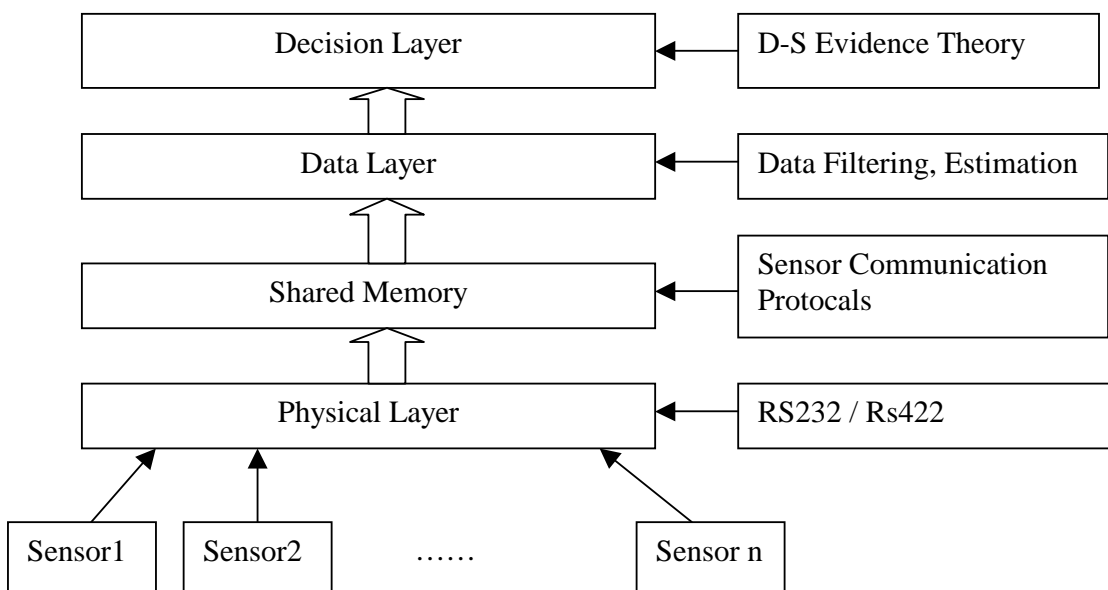 Decision Layer
D-S Evidence Theory
Data Layer
Data Filtering, Estimation
Shared Memory
Sensor Communication
Protocals
Physical Layer
RS232 / Rs422
Sensor1
Sensor2
……
Sensor n